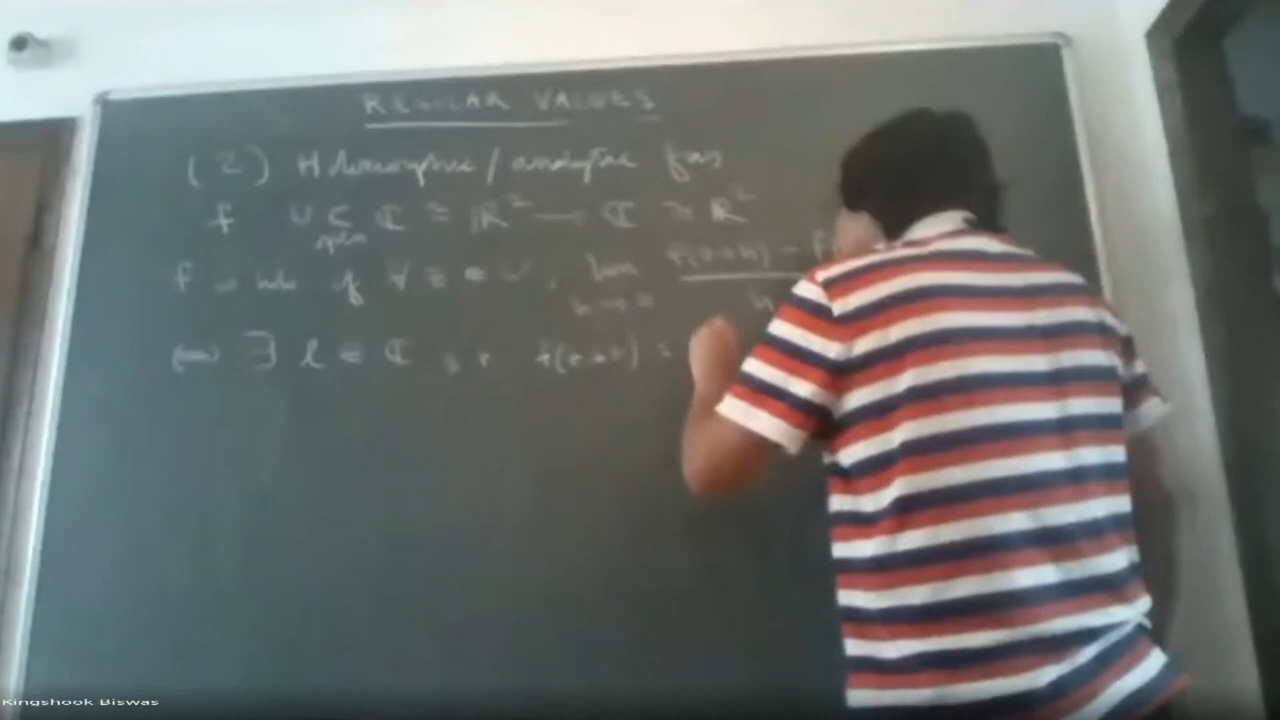 REGULAR VALUES
(2) Holomorphic / analytic fns
f U ⊆ ℂ ≅ ℝ² → ℂ ≅ ℝ²
open
f is hol if ∀ z ∈ U, lim f(z+h) - f
h→0 h
⟺ ∃ l ∈ ℂ s.t f(z+h) =
Kingshook Biswas